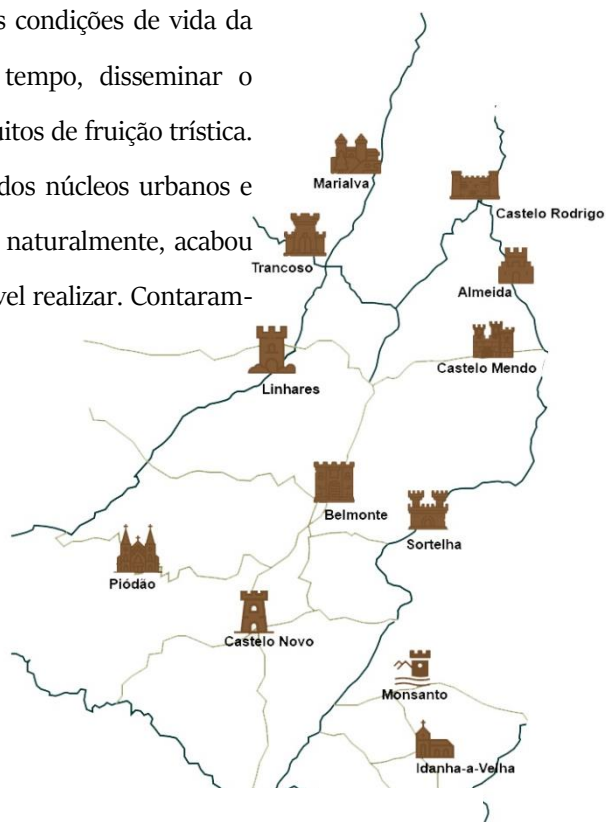 s condições de vida da
tempo, disseminar o
uitos de fruição trística.
dos núcleos urbanos e
naturalmente, acabou
vel realizar. Contaram-
Marialva
Castelo Rodrigo
Trancoso
Almeida
Castelo Mendo
Linhares
Belmonte
Sortelha
Piódão
Castelo Novo
Monsanto
Idanha-a-Velha